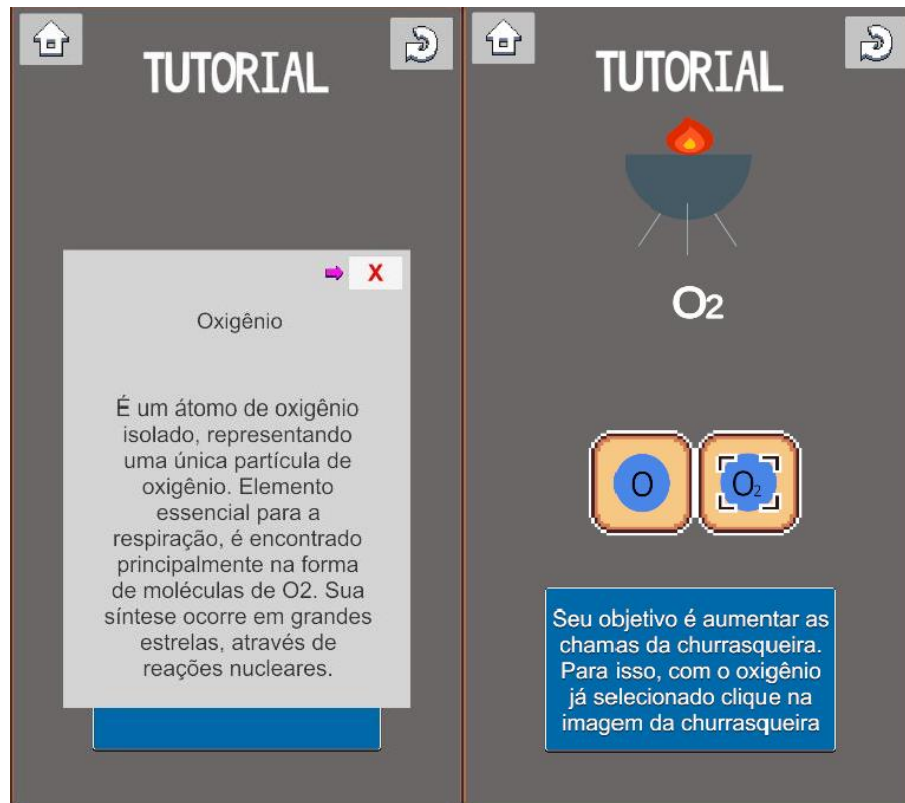 TUTORIAL
X
Oxigênio
É um átomo de oxigênio
isolado, representando
uma única partícula de
oxigênio. Elemento
essencial para a
respiração, é encontrado
principalmente na forma
de moléculas de O2. Sua
síntese ocorre em grandes
estrelas, através de
reações nucleares.
TUTORIAL
O2
O
O2
Seu objetivo é aumentar as
chamas da churrasqueira.
Para isso, com o oxigênio
já selecionado clique na
imagem da churrasqueira